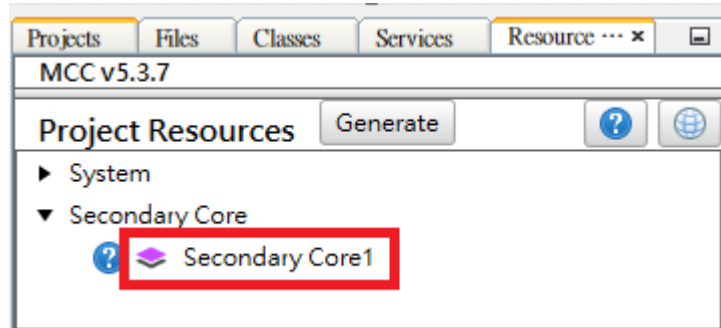 Projects Files Classes Services Resource ··· ×
MCC v5.3.7
Project Resources Generate ?
System
Secondary Core
? Secondary Core1